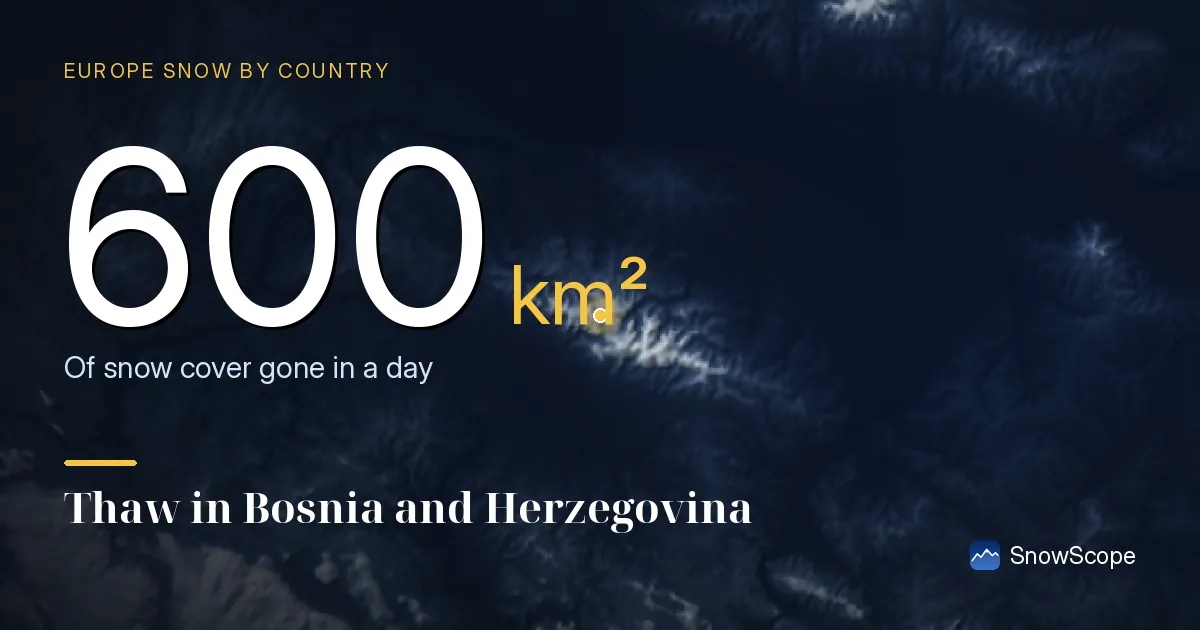 EUROPE SNOW BY COUNTRY
600 km²
Of snow cover gone in a day
Thaw in Bosnia and Herzegovina
SnowScope